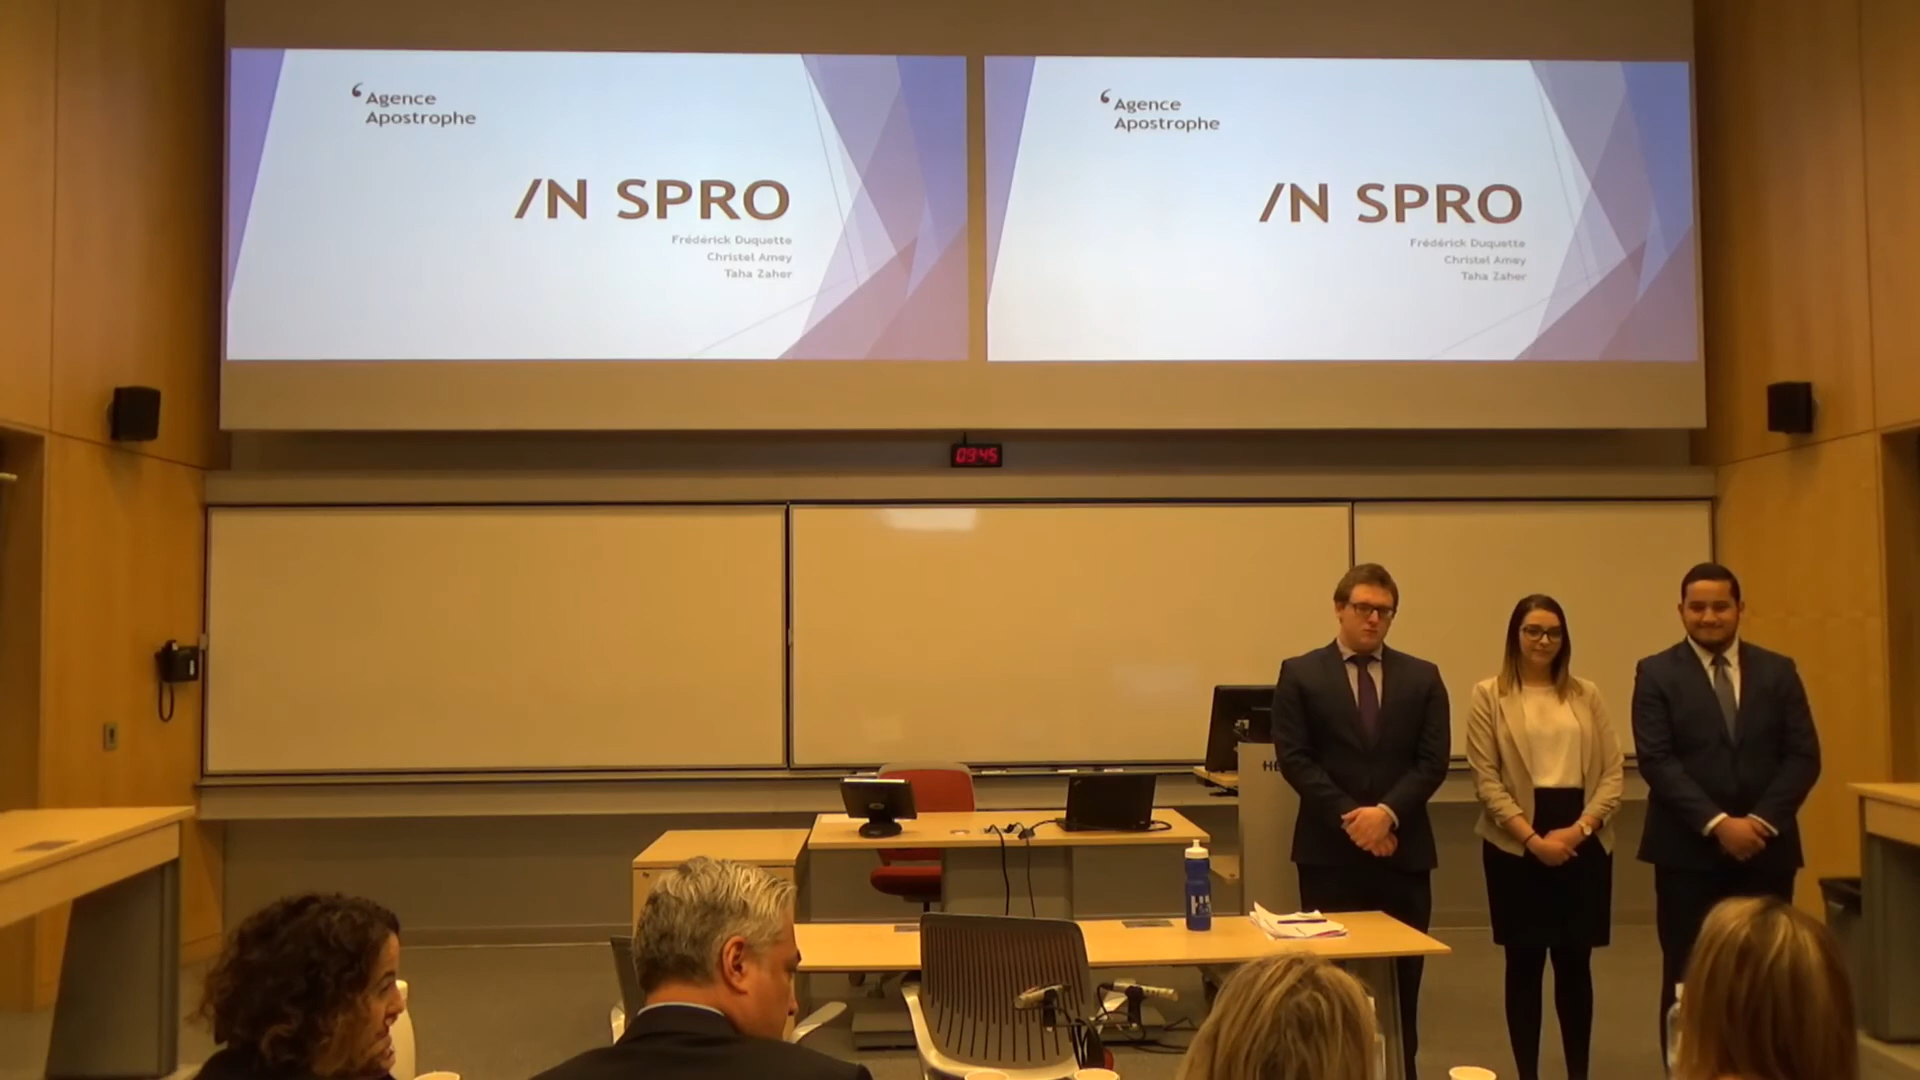 ‘Agence
Apostrophe
/N SPRO
Frédérick Duquette
Christel Amey
Taha Zaher
‘Agence
Apostrophe
/N SPRO
Frédérick Duquette
Christel Amey
Taha Zaher
09:45